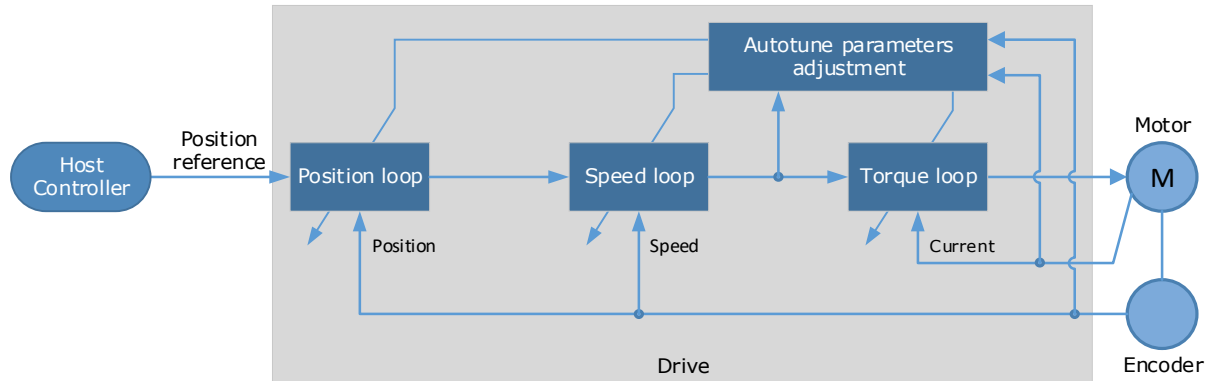 Autotune parameters
adjustment
Motor
Position
reference
Host
Controller
Position loop
Speed loop
Torque loop
M
Position
Speed
Current
Drive
Encoder